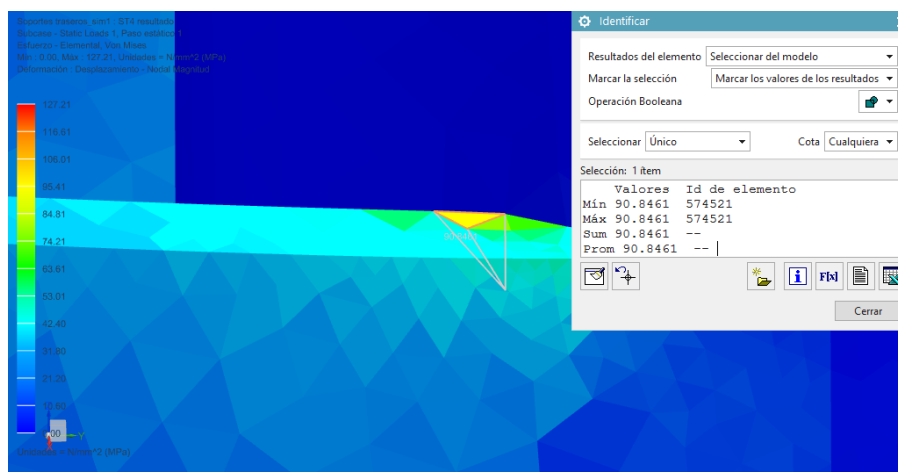 Soportes traseros_sim1 : ST4 resultado
Subcase - Static Loads 1, Paso estático 1
Esfuerzo - Elemental, Von Mises
Mín : 0.00, Máx : 127.21, Unidades = N/mm^2 (MPa)
Deformación : Desplazamiento - Nodal Magnitud
127.21
116.61
106.01
95.41
84.81
74.21
63.61
53.01
42.40
31.80
21.20
10.60
Y
Unidades = N/mm^2 (MPa)
Identificar
Resultados del elemento Seleccionar del modelo
Marcar la selección Marcar los valores de los resultados
Operación Booleana
Seleccionar Único Cota Cualquiera
Selección: 1 ítem
Valores Id de elemento
Mín 90.8461 574521
Máx 90.8461 574521
Sum 90.8461 --
Prom 90.8461 --
F[x]
Cerrar